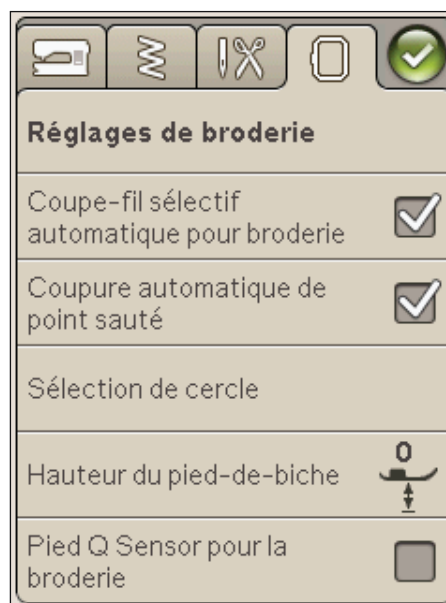 Réglages de broderie
Coupe-fil sélectif
automatique pour broderie
Coupure automatique de
point sauté
Sélection de cercle
Hauteur du pied-de-biche
0
Pied Q Sensor pour la
broderie